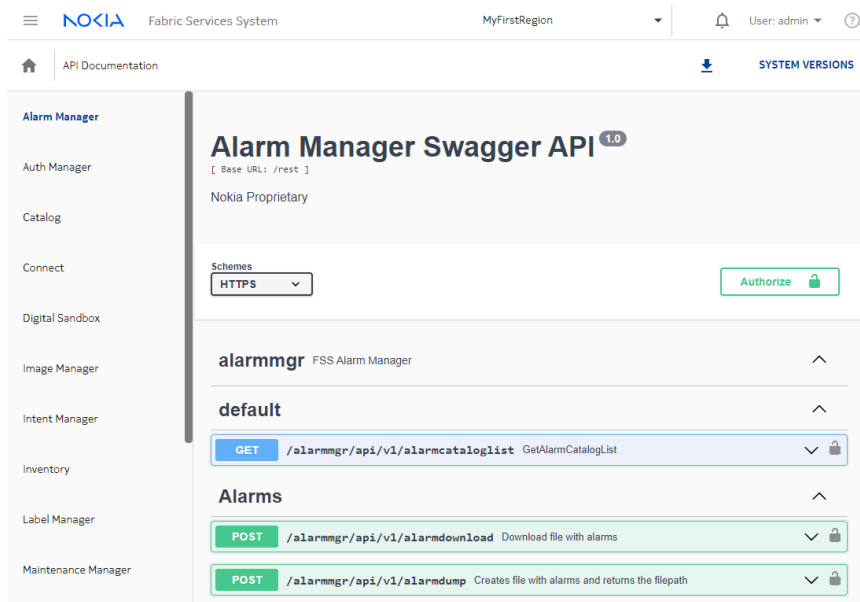 NOKIA Fabric Services System MyFirstRegion User: admin ?
API Documentation SYSTEM VERSIONS
Alarm Manager
Auth Manager
Catalog
Connect
Digital Sandbox
Image Manager
Intent Manager
Inventory
Label Manager
Maintenance Manager
Alarm Manager Swagger API 1.0
[ Base URL: /rest ]
Nokia Proprietary
Schemes
HTTPS
Authorize
alarmmgr FSS Alarm Manager
default
GET /alarmmgr/api/v1/alarmcataloglist GetAlarmCatalogList
Alarms
POST /alarmmgr/api/v1/alarmdownload Download file with alarms
POST /alarmmgr/api/v1/alarmdump Creates file with alarms and returns the filepath